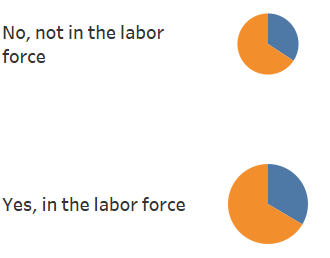 No, not in the labor
force
Yes, in the labor force